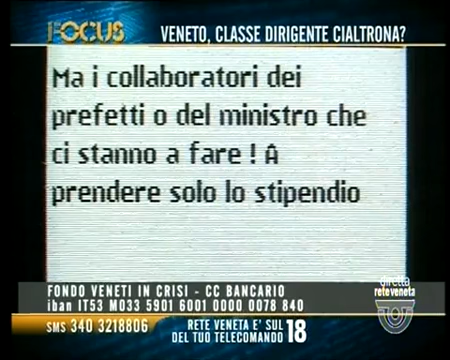 FOCUS
VENETO, CLASSE DIRIGENTE CIALTRONA?
Ma i collaboratori dei
prefetti o del ministro che
ci stanno a fare! A
prendere solo lo stipendio
diretta
reteveneta
FONDO VENETI IN CRISI - CC BANCARIO
iban IT53 M033 5901 6001 0000 0078 840
SMS 340 3218806
RETE VENETA E' SUL 18
DEL TUO TELECOMANDO